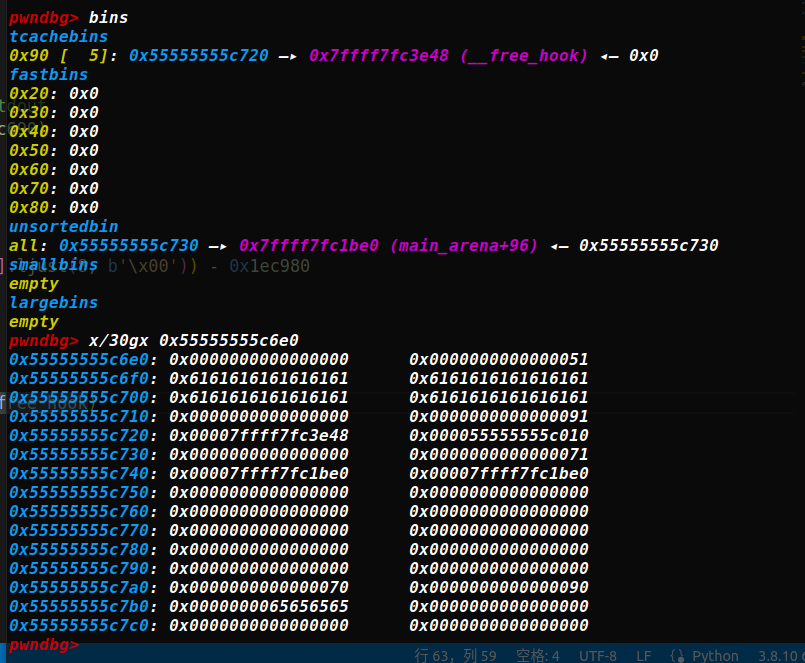 pwndbg> bins
tcachebins
0x90 [  5]: 0x55555555c720 —▸ 0x7ffff7fc3e48 (__free_hook) ◂— 0x0
fastbins
0x20: 0x0
0x30: 0x0
0x40: 0x0
0x50: 0x0
0x60: 0x0
0x70: 0x0
0x80: 0x0
unsortedbin
all: 0x55555555c730 —▸ 0x7ffff7fc1be0 (main_arena+96) ◂— 0x55555555c730
smallbins
b'\x00')) - 0x1ec980
empty
largebins
empty
pwndbg> x/30gx 0x55555555c6e0
0x55555555c6e0: 0x0000000000000000 0x0000000000000051
0x55555555c6f0: 0x6161616161616161 0x6161616161616161
0x55555555c700: 0x6161616161616161 0x6161616161616161
0x55555555c710: 0x0000000000000000 0x0000000000000091
0x55555555c720: 0x00007ffff7fc3e48 0x000055555555c010
0x55555555c730: 0x0000000000000000 0x0000000000000071
0x55555555c740: 0x00007ffff7fc1be0 0x00007ffff7fc1be0
0x55555555c750: 0x0000000000000000 0x0000000000000000
0x55555555c760: 0x0000000000000000 0x0000000000000000
0x55555555c770: 0x0000000000000000 0x0000000000000000
0x55555555c780: 0x0000000000000000 0x0000000000000000
0x55555555c790: 0x0000000000000000 0x0000000000000000
0x55555555c7a0: 0x0000000000000070 0x0000000000000090
0x55555555c7b0: 0x0000000065656565 0x0000000000000000
0x55555555c7c0: 0x0000000000000000 0x0000000000000000
pwndbg>
行 63，列 59 空格: 4 UTF-8 LF Python 3.8.10